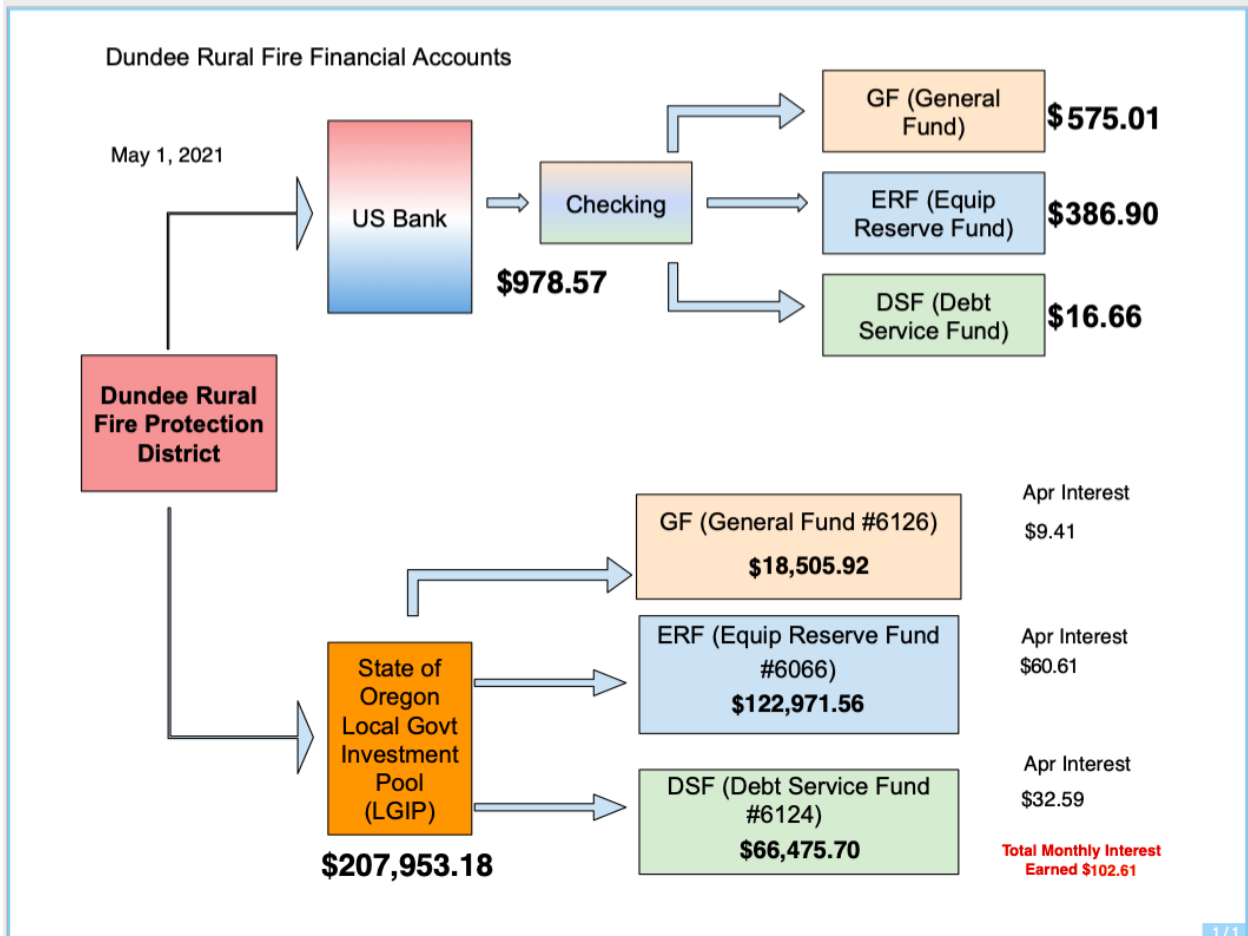 Dundee Rural Fire Financial Accounts
May 1, 2021
US Bank
Checking
$978.57
GF (General
Fund)
$575.01
ERF (Equip
Reserve Fund)
$386.90
DSF (Debt
Service Fund)
$16.66
Dundee Rural
Fire Protection
District
State of
Oregon
Local Govt
Investment
Pool
(LGIP)
$207,953.18
GF (General Fund #6126)
$18,505.92
Apr Interest
$9.41
ERF (Equip Reserve Fund
#6066)
$122,971.56
Apr Interest
$60.61
DSF (Debt Service Fund
#6124)
$66,475.70
Apr Interest
$32.59
Total Monthly Interest
Earned $102.61
1/1